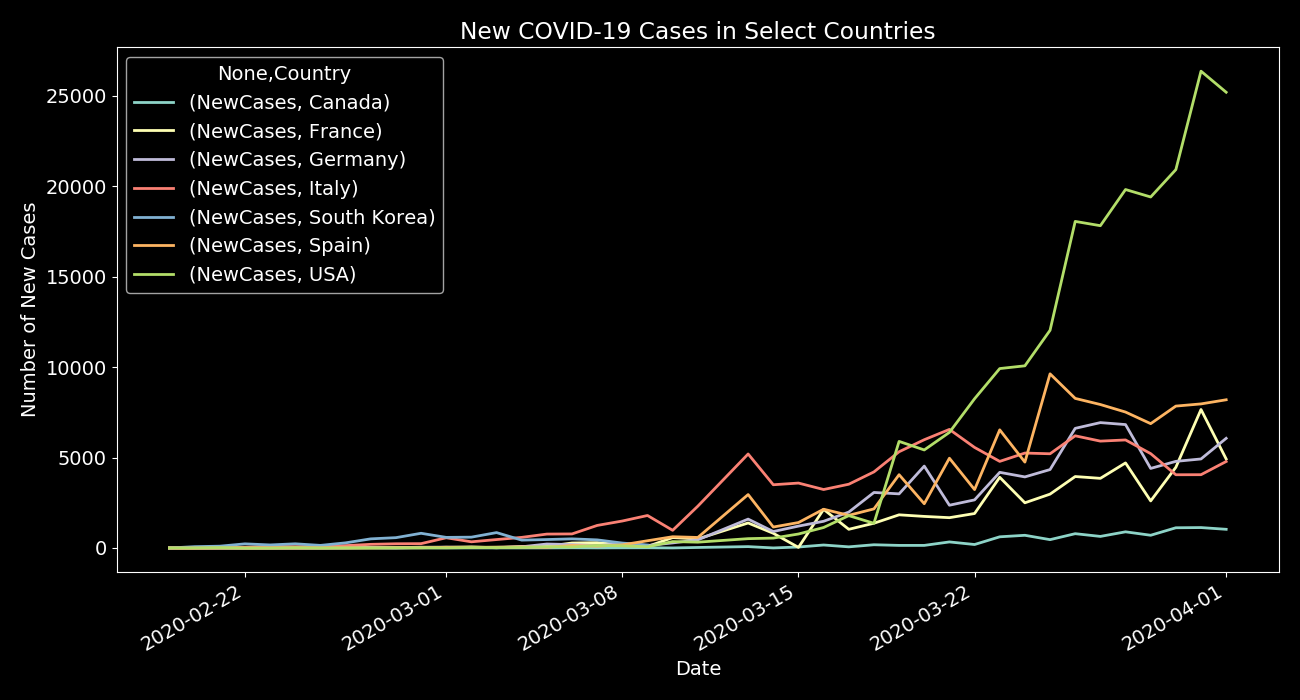 New COVID-19 Cases in Select Countries
None,Country
(NewCases, Canada)
(NewCases, France)
(NewCases, Germany)
(NewCases, Italy)
(NewCases, South Korea)
(NewCases, Spain)
(NewCases, USA)
Number of New Cases
25000
20000
15000
10000
5000
0
2020-02-22
2020-03-01
2020-03-08
2020-03-15
2020-03-22
2020-04-01
Date